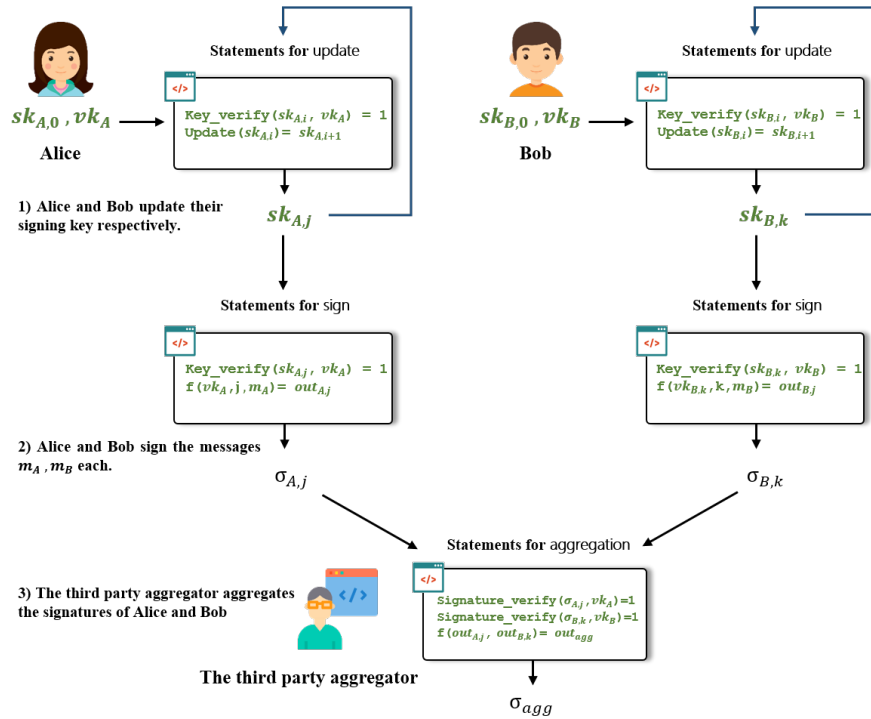 Statements for update
</>
Key_verify(sk_{A,i}, vk_A) = 1
Update(sk_{A,i})= sk_{A,i+1}
sk_{A,0} ,vk_A
Alice
Statements for update
</>
Key_verify(sk_{B,i}, vk_B) = 1
Update(sk_{B,i})= sk_{B,i+1}
sk_{B,0} ,vk_B
Bob
1) Alice and Bob update their
signing key respectively.
sk_{A,j}
sk_{B,k}
Statements for sign
</>
Key_verify(sk_{A,j}, vk_A) = 1
f(vk_A,j,m_A)= out_{A,j}
Statements for sign
</>
Key_verify(sk_{B,k}, vk_B) = 1
f(vk_{B,k},k,m_B)= out_{B,j}
2) Alice and Bob sign the messages
m_A ,m_B each.
σ_{A,j}
σ_{B,k}
Statements for aggregation
</>
Signature_verify(σ_{A,j},vk_A)=1
Signature_verify(σ_{B,k},vk_B)=1
f(out_{A,j}, out_{B,k})= out_{agg}
3) The third party aggregator aggregates
the signatures of Alice and Bob
</>
The third party aggregator
σ_{agg}